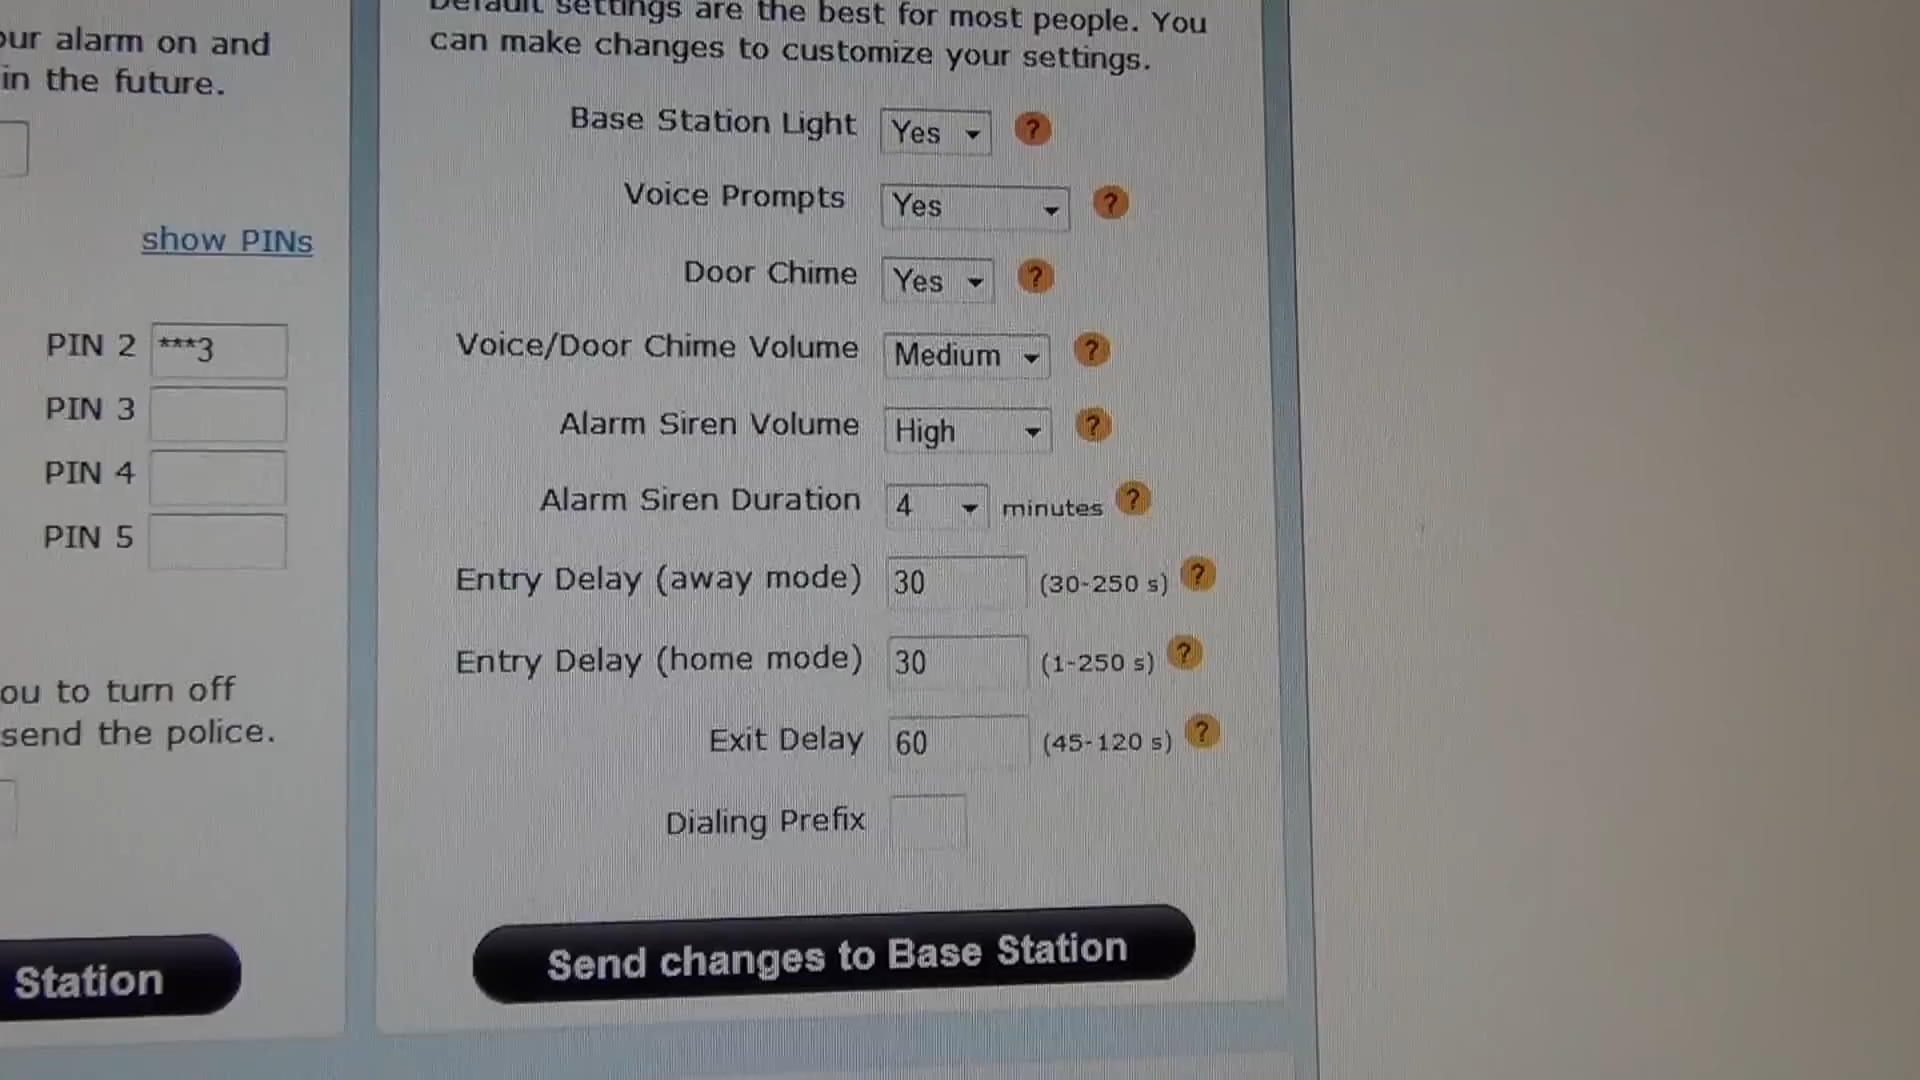 our alarm on and
in the future.
show PINs
PIN 2 ***3
PIN 3
PIN 4
PIN 5
ou to turn off
send the police.
Station
Default settings are the best for most people. You
can make changes to customize your settings.
Base Station Light Yes ?
Voice Prompts Yes ?
Door Chime Yes ?
Voice/Door Chime Volume Medium ?
Alarm Siren Volume High ?
Alarm Siren Duration 4 minutes ?
Entry Delay (away mode) 30 (30-250 s) ?
Entry Delay (home mode) 30 (1-250 s) ?
Exit Delay 60 (45-120 s) ?
Dialing Prefix
Send changes to Base Station